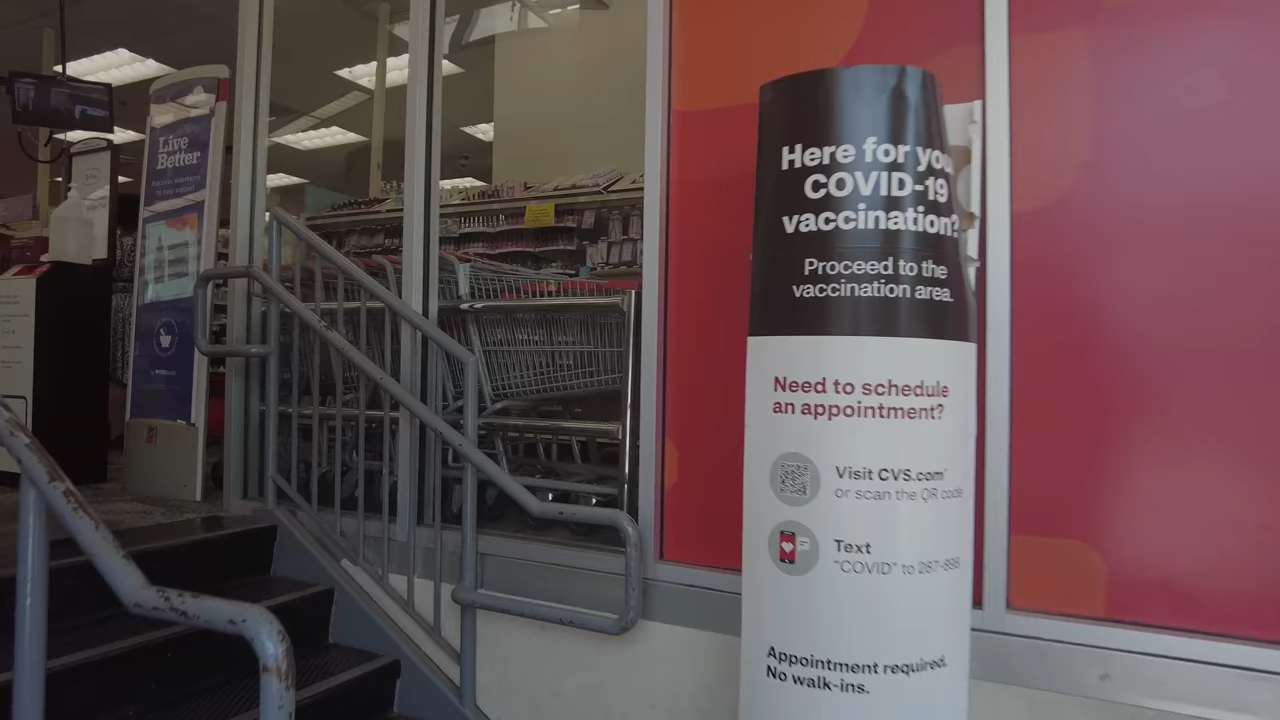 Live
Better
Here for you
COVID-19
vaccination?
Proceed to the
vaccination area.
Need to schedule
an appointment?
Visit CVS.com
or scan the QR code
Text
"COVID" to 287-898
Appointment required.
No walk-ins.